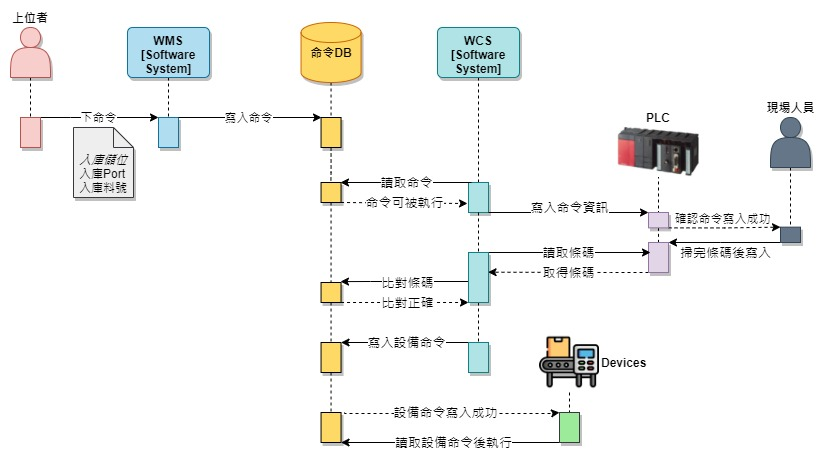 上位者
WMS
[Software
System]
命令DB
WCS
[Software
System]
PLC
現場人員
下命令
寫入命令
入庫儲位
入庫Port
入庫料號
讀取命令
命令可被執行
寫入命令資訊
確認命令寫入成功
掃完條碼後寫入
讀取條碼
取得條碼
比對條碼
比對正確
寫入設備命令
Devices
設備命令寫入成功
讀取設備命令後執行